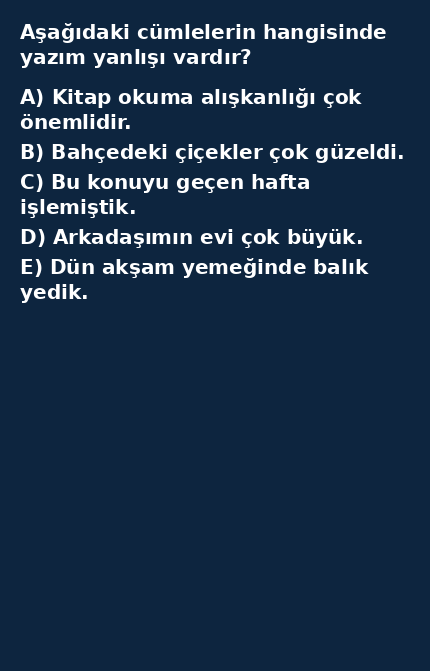 Aşağıdaki cümlelerin hangisinde
yazım yanlışı vardır?
A) Kitap okuma alışkanlığı çok
önemlidir.
B) Bahçedeki çiçekler çok güzeldi.
C) Bu konuyu geçen hafta
işlemiştik.
D) Arkadaşımın evi çok büyük.
E) Dün akşam yemeğinde balık
yedik.